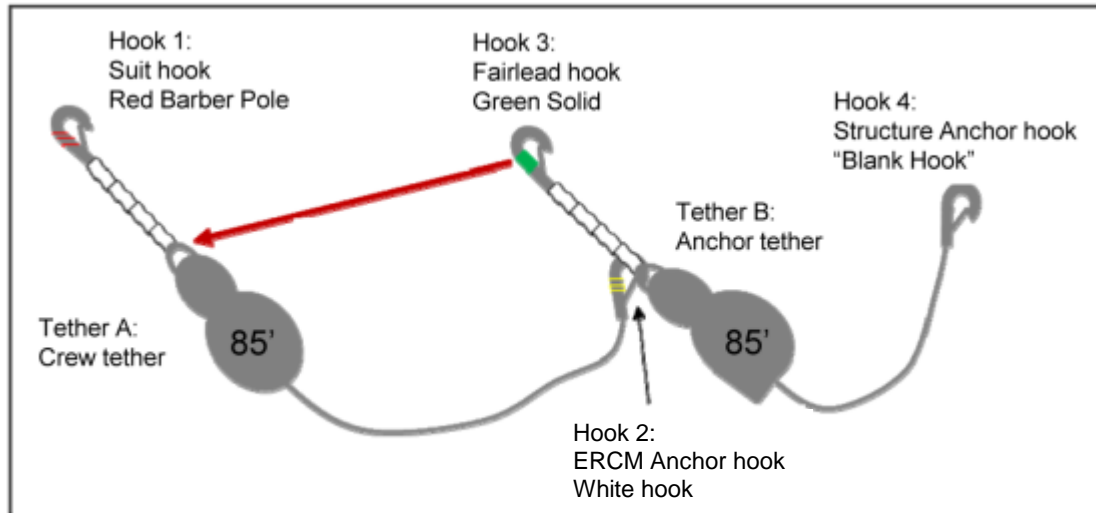 Hook 1:
Suit hook
Red Barber Pole
Hook 3:
Fairlead hook
Green Solid
Hook 4:
Structure Anchor hook
“Blank Hook”
Tether B:
Anchor tether
Tether A:
Crew tether
85’
85’
Hook 2:
ERCM Anchor hook
White hook